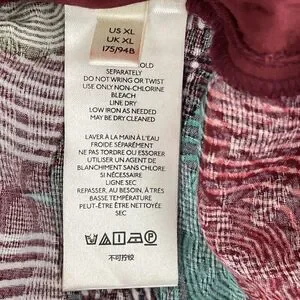 US XL
UK XL
175/94B
OLD
SEPARATELY
DO NOT WRING OR TWIST
USE ONLY NON-CHLORINE
BLEACH
LINE DRY
LOW IRON AS NEEDED
MAY BE DRY CLEANED
LAVER À LA MAIN À L'EAU
FROIDE SÉPARÉMENT
NE PAS TORDRE OU ESSORER
UTILISER UN AGENT DE
BLANCHIMENT SANS CHLORE
SI NÉCESSAIRE
LIGNE SEC
REPASSER, AU BESOIN, À TRÈS
BASSE TEMPÉRATURE
PEUT-ÊTRE ÊTRE NETTOYÉE
SEC
不可拧绞